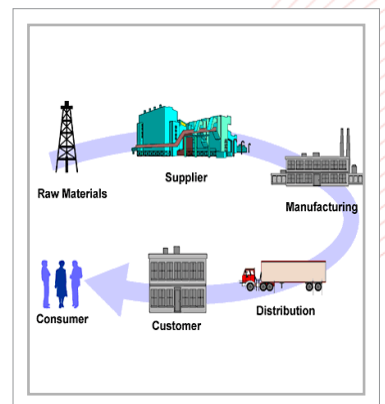 Raw Materials
Supplier
Manufacturing
Distribution
Customer
Consumer